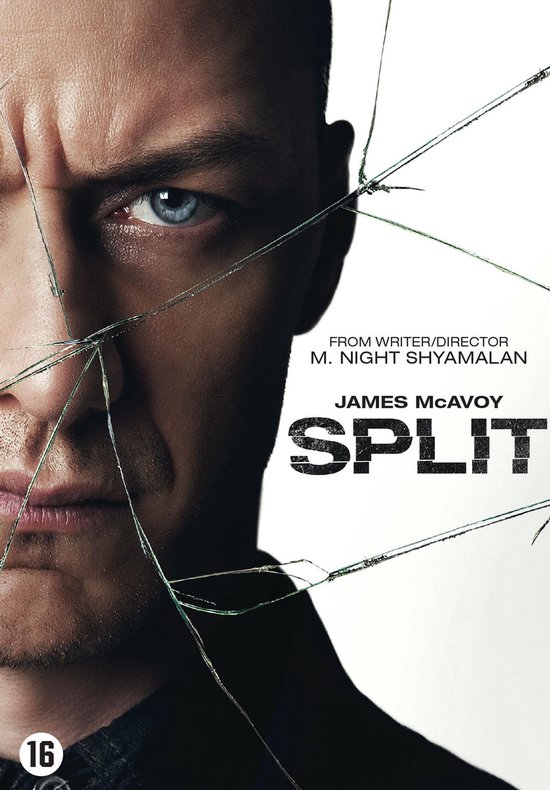 FROM WRITER/DIRECTOR
M. NIGHT SHYAMALAN
JAMES McAVOY
SPLIT
16